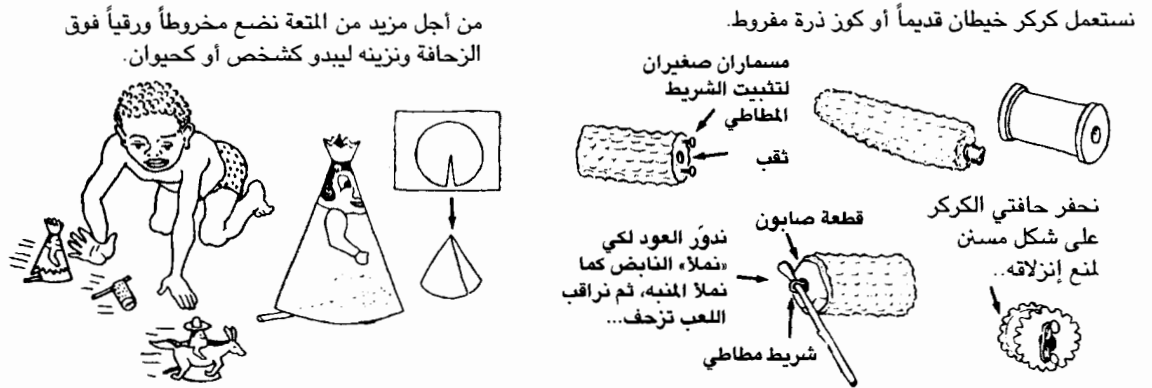 نستعمل كركر خيطان قديماً أو كوز ذرة مفروط.
مسماران صغيران
لتثبيت الشريط
المطاطي
ثقب
نحفر حافتي الكركر
على شكل مسنن
لمنع إنزلاقه..
قطعة صابون
ندوَر العود لكي
«نملأ» النابض كما
نملأ المنبه، ثم نراقب
اللعب تزحف...
شريط مطاطي
من أجل مزيد من المتعة نضع مخروطاً ورقياً فوق
الزحافة ونزينه ليبدو كشخص أو كحيوان.